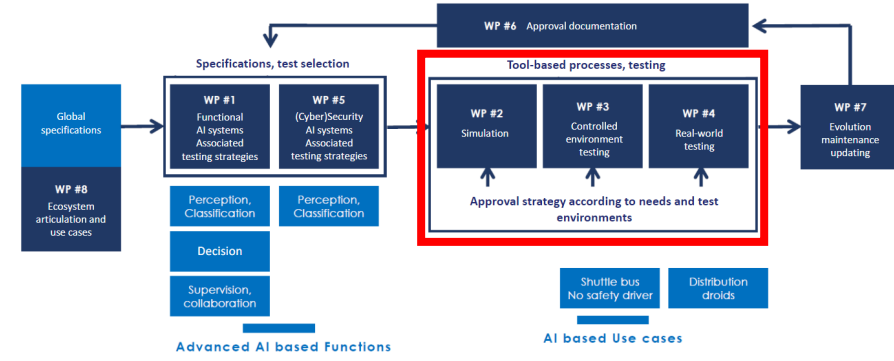 WP #6 Approval documentation
Specifications, test selection
Tool-based processes, testing
Global
specifications
WP #8
Ecosystem
articulation and
use cases
WP #1
Functional
AI systems
Associated
testing strategies
WP #5
(Cyber)Security
AI systems
Associated
testing strategies
WP #2
Simulation
WP #3
Controlled
environment
testing
WP #4
Real-world
testing
WP #7
Evolution
maintenance
updating
Approval strategy according to needs and test
environments
Perception,
Classification
Perception,
Classification
Decision
Supervision,
collaboration
Advanced AI based Functions
Shuttle bus
No safety driver
Distribution
droids
AI based Use cases